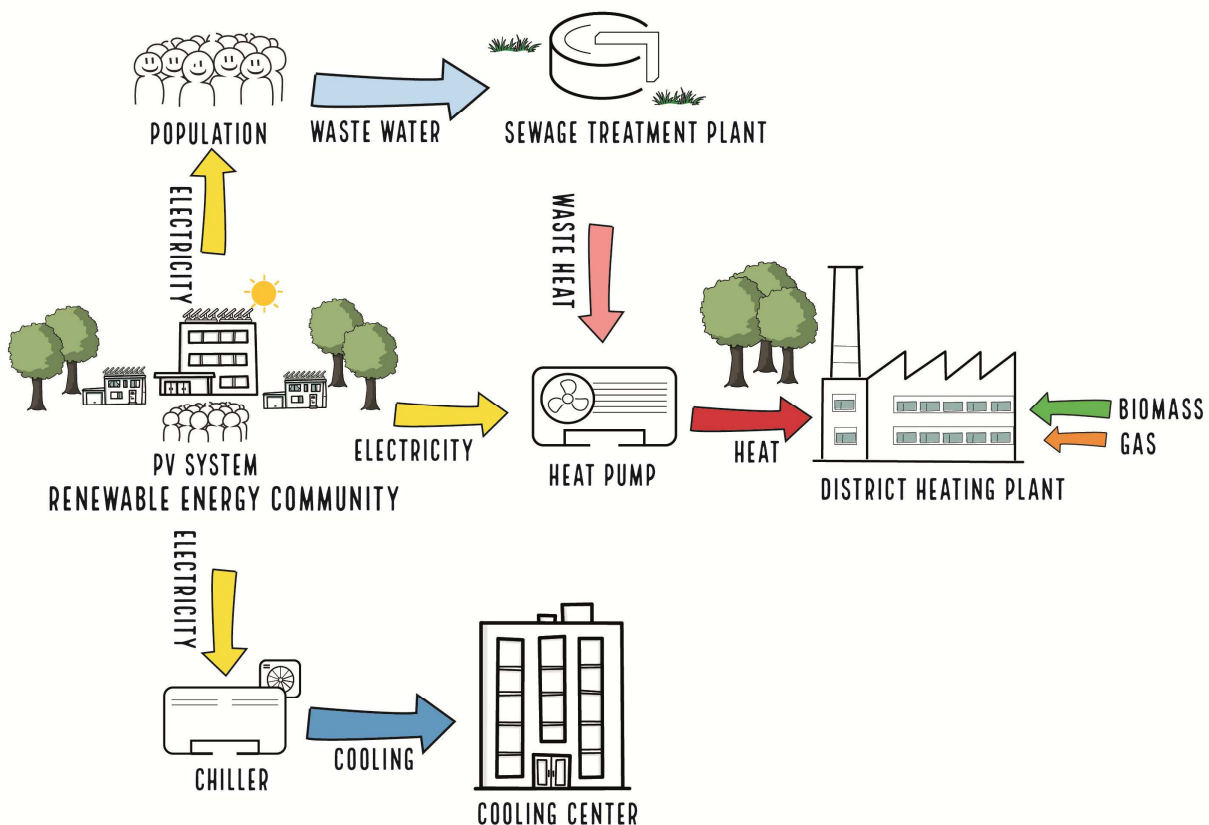 POPULATION
WASTE WATER
SEWAGE TREATMENT PLANT
ELECTRICITY
WASTE HEAT
PV SYSTEM
RENEWABLE ENERGY COMMUNITY
ELECTRICITY
HEAT PUMP
HEAT
DISTRICT HEATING PLANT
BIOMASS
GAS
ELECTRICITY
CHILLER
COOLING
COOLING CENTER